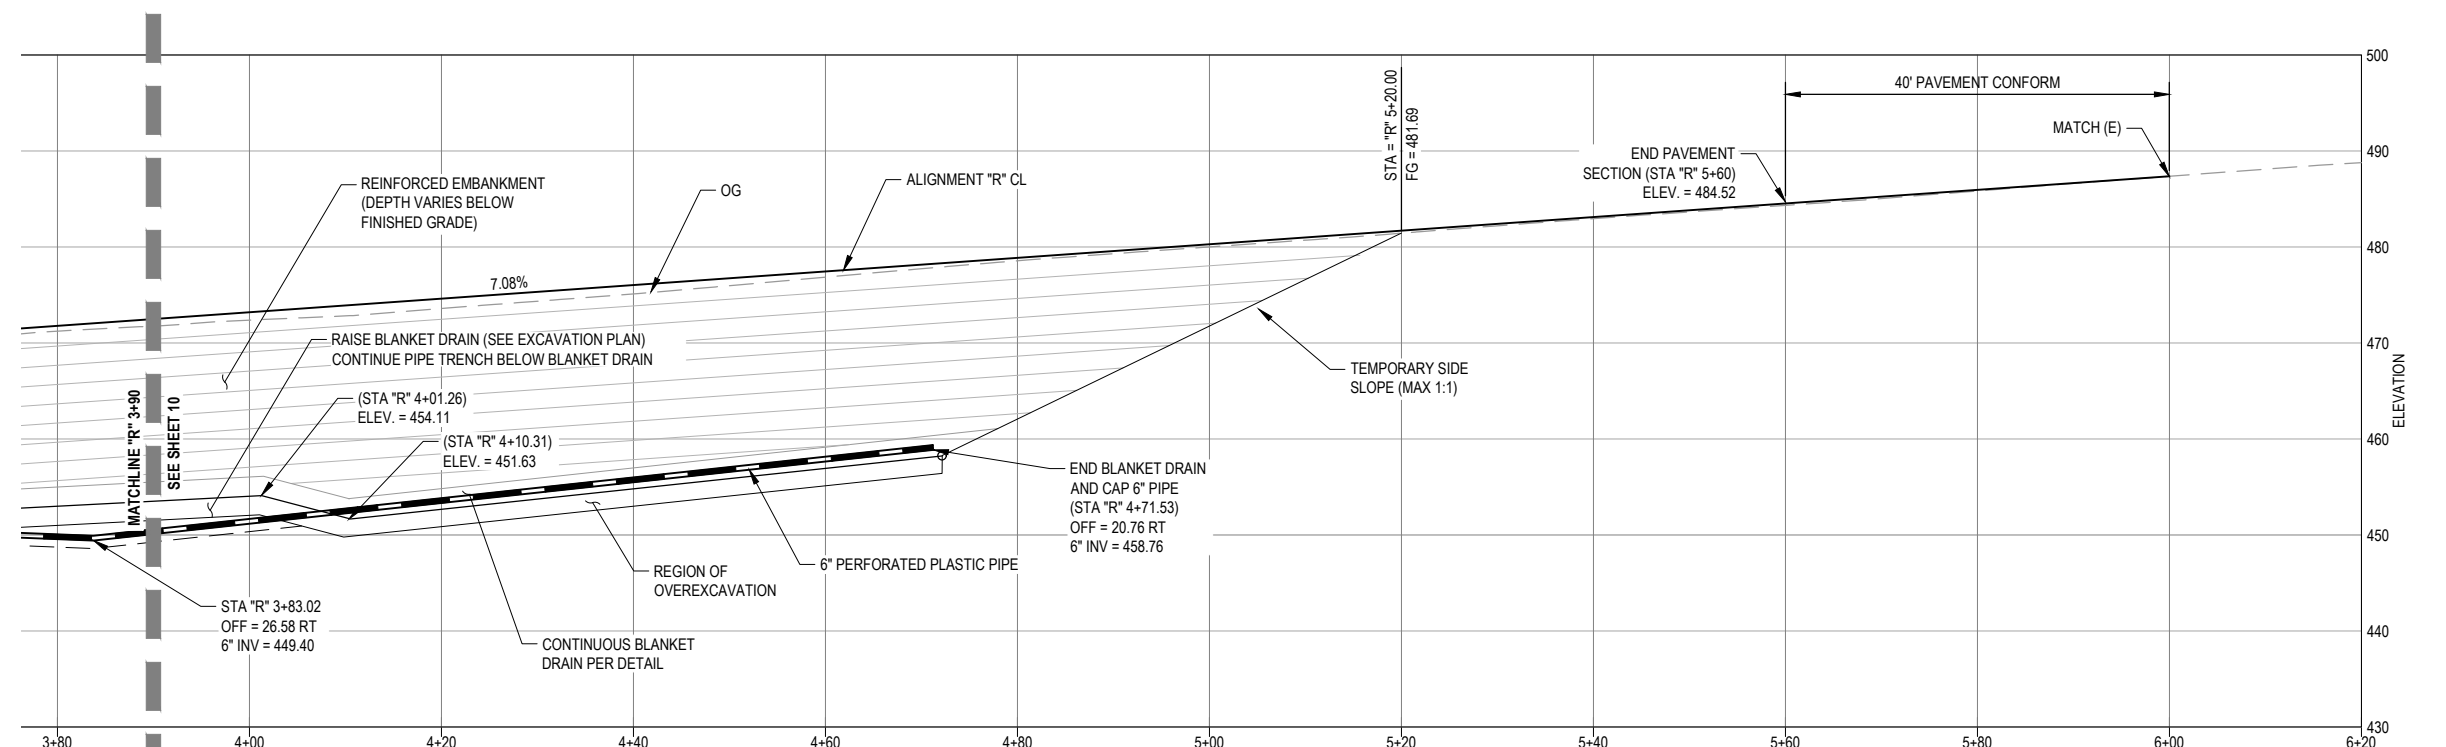 500
490
480
470
460
450
440
430
ELEVATION
40' PAVEMENT CONFORM
MATCH (E)
STA = "R" 5+20.00
FG = 481.69
END PAVEMENT
SECTION (STA "R" 5+60)
ELEV. = 484.52
REINFORCED EMBANKMENT
(DEPTH VARIES BELOW
FINISHED GRADE)
OG
ALIGNMENT "R" CL
7.08%
RAISE BLANKET DRAIN (SEE EXCAVATION PLAN)
CONTINUE PIPE TRENCH BELOW BLANKET DRAIN
TEMPORARY SIDE
SLOPE (MAX 1:1)
MATCHLINE "R" 3+90
SEE SHEET 10
(STA "R" 4+01.26)
ELEV. = 454.11
(STA "R" 4+10.31)
ELEV. = 451.63
END BLANKET DRAIN
AND CAP 6" PIPE
(STA "R" 4+71.53)
OFF = 20.76 RT
6" INV = 458.76
6" PERFORATED PLASTIC PIPE
REGION OF
OVEREXCAVATION
STA "R" 3+83.02
OFF = 26.58 RT
6" INV = 449.40
CONTINUOUS BLANKET
DRAIN PER DETAIL
3+80
4+00
4+20
4+40
4+60
4+80
5+00
5+20
5+40
5+60
5+80
6+00
6+20